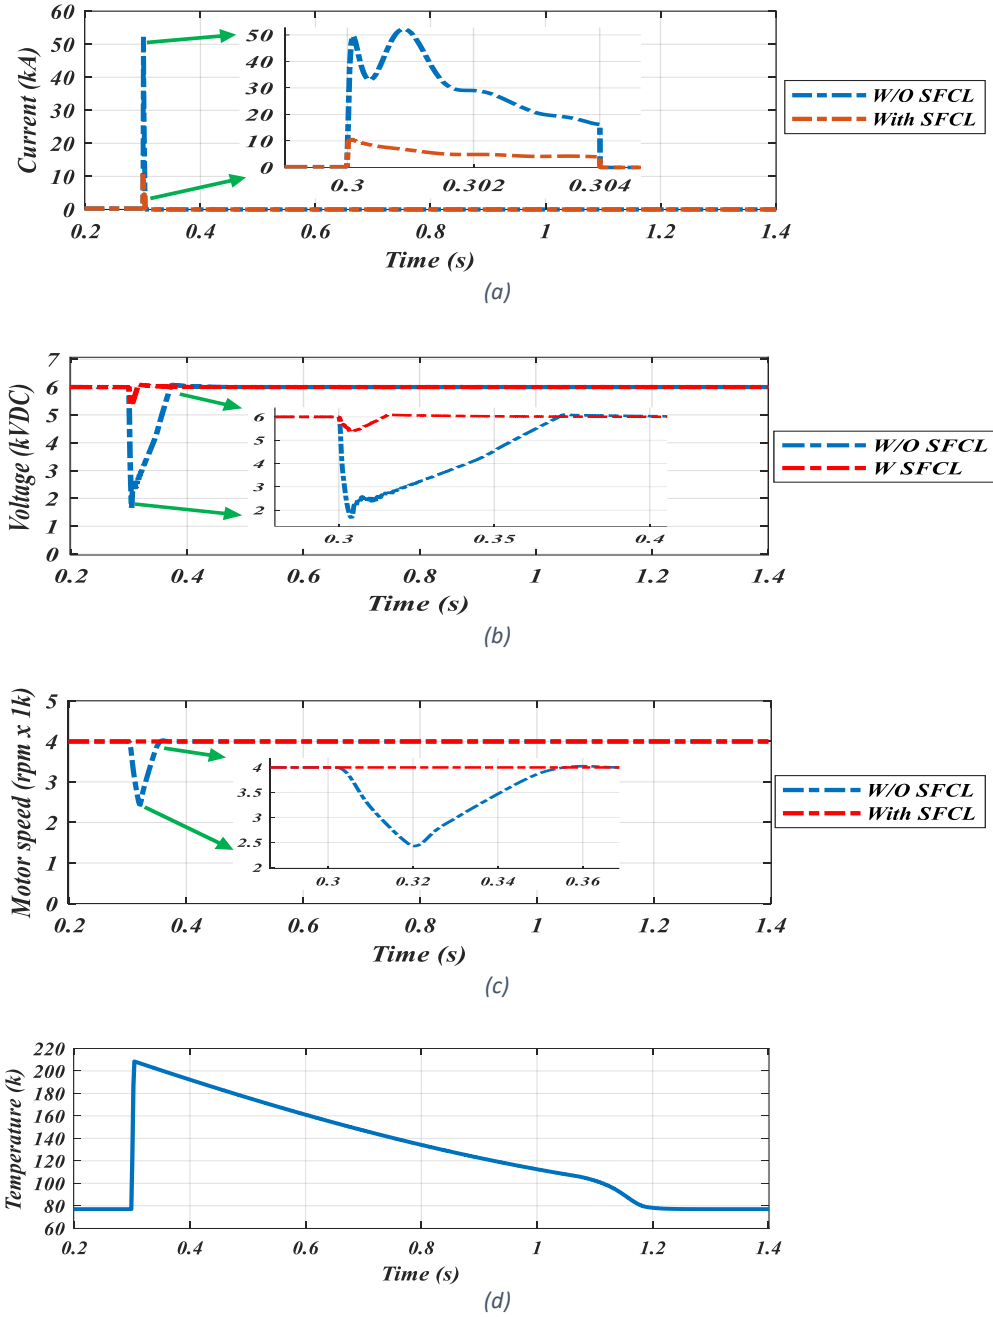 Current (kA)
60
50
40
30
20
10
0
50
40
30
20
10
0
0.3 0.302 0.304
W/O SFCL
With SFCL
0.2 0.4 0.6 0.8 1 1.2 1.4
Time (s)
(a)
Voltage (kVDC)
7
6
5
4
3
2
1
0
6
5
4
3
2
0.3 0.35 0.4
W/O SFCL
W SFCL
0.2 0.4 0.6 0.8 1 1.2 1.4
Time (s)
(b)
Motor speed (rpm x 1k)
5
4
3
2
1
0
4
3.5
3
2.5
2
0.3 0.32 0.34 0.36
W/O SFCL
With SFCL
0.2 0.4 0.6 0.8 1 1.2 1.4
Time (s)
(c)
Temperature (k)
220
200
180
160
140
120
100
80
60
0.2 0.4 0.6 0.8 1 1.2 1.4
Time (s)
(d)